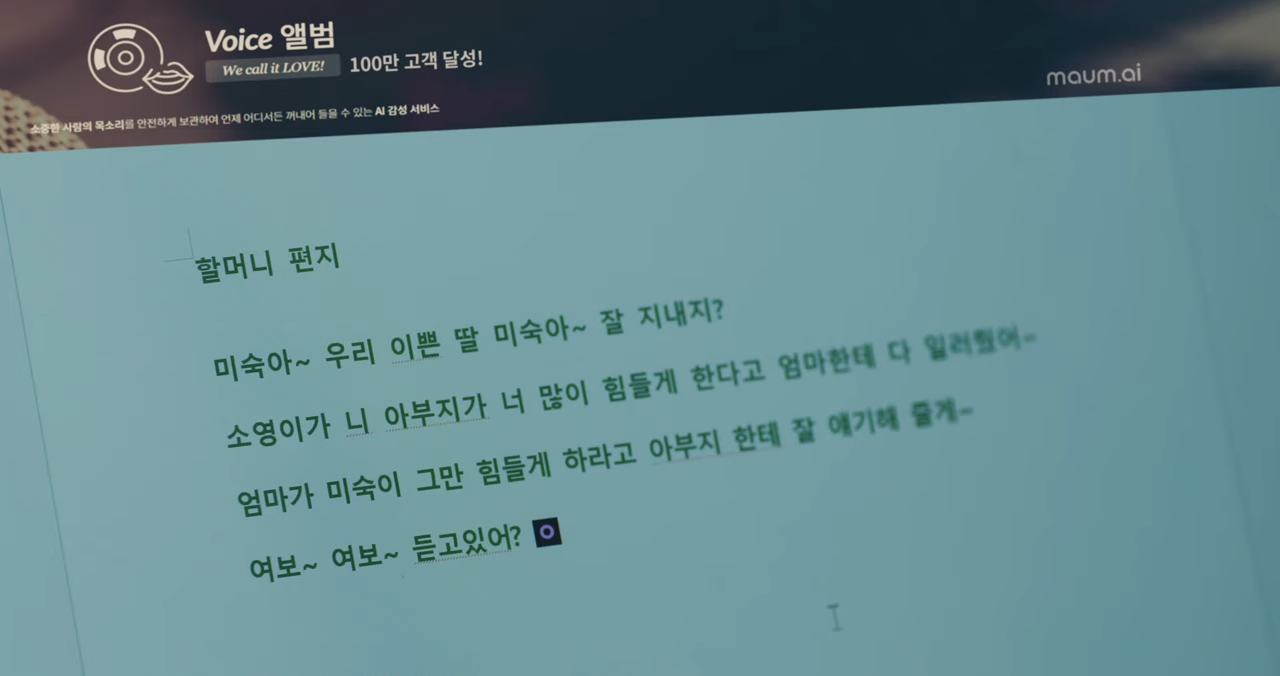 Voice 앨범
We call it LOVE! 100만 고객 달성!
maum.ai
소중한 사람의 목소리를 안전하게 보관하여 언제 어디서든 꺼내어 들을 수 있는 AI 감성 서비스
할머니 편지
미숙아~ 우리 이쁜 딸 미숙아~ 잘 지내지?
소영이가 니 아부지가 너 많이 힘들게 한다고 엄마한테 다 일러줬어~
엄마가 미숙이 그만 힘들게 하라고 아부지 한테 잘 얘기해 줄게~
여보~ 여보~ 듣고있어? ㅇ